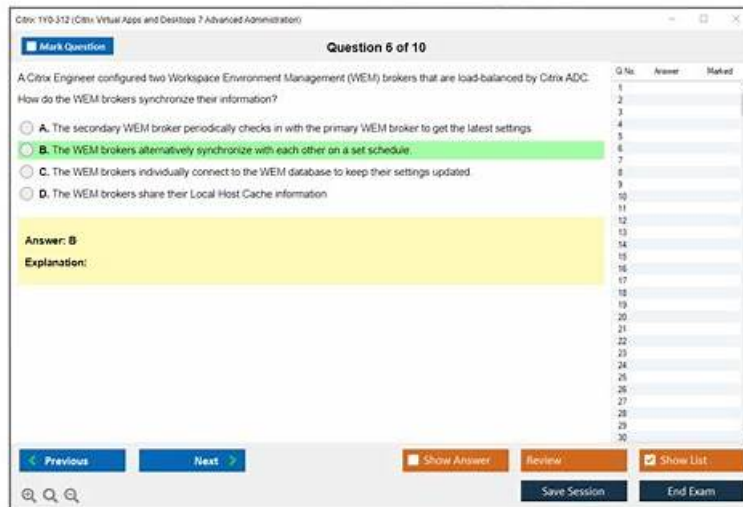 Citrix 1Y0-312 (Citrix Virtual Apps and Desktops 7 Advanced Administration)
Mark Question
Question 6 of 10
A Citrix Engineer configured two Workspace Environment Management (WEM) brokers that are load-balanced by Citrix ADC.
How do the WEM brokers synchronize their information?
A. The secondary WEM broker periodically checks in with the primary WEM broker to get the latest settings.
B. The WEM brokers alternatively synchronize with each other on a set schedule.
C. The WEM brokers individually connect to the WEM database to keep their settings updated.
D. The WEM brokers share their Local Host Cache information
Answer: B
Explanation:
Q.No. Answer Marked
1
2
3
4
5
6
7
8
9
10
11
12
13
14
15
16
17
18
19
20
21
22
23
24
25
26
27
28
29
30
Previous
Next
Show Answer
Review
Show List
Save Session
End Exam